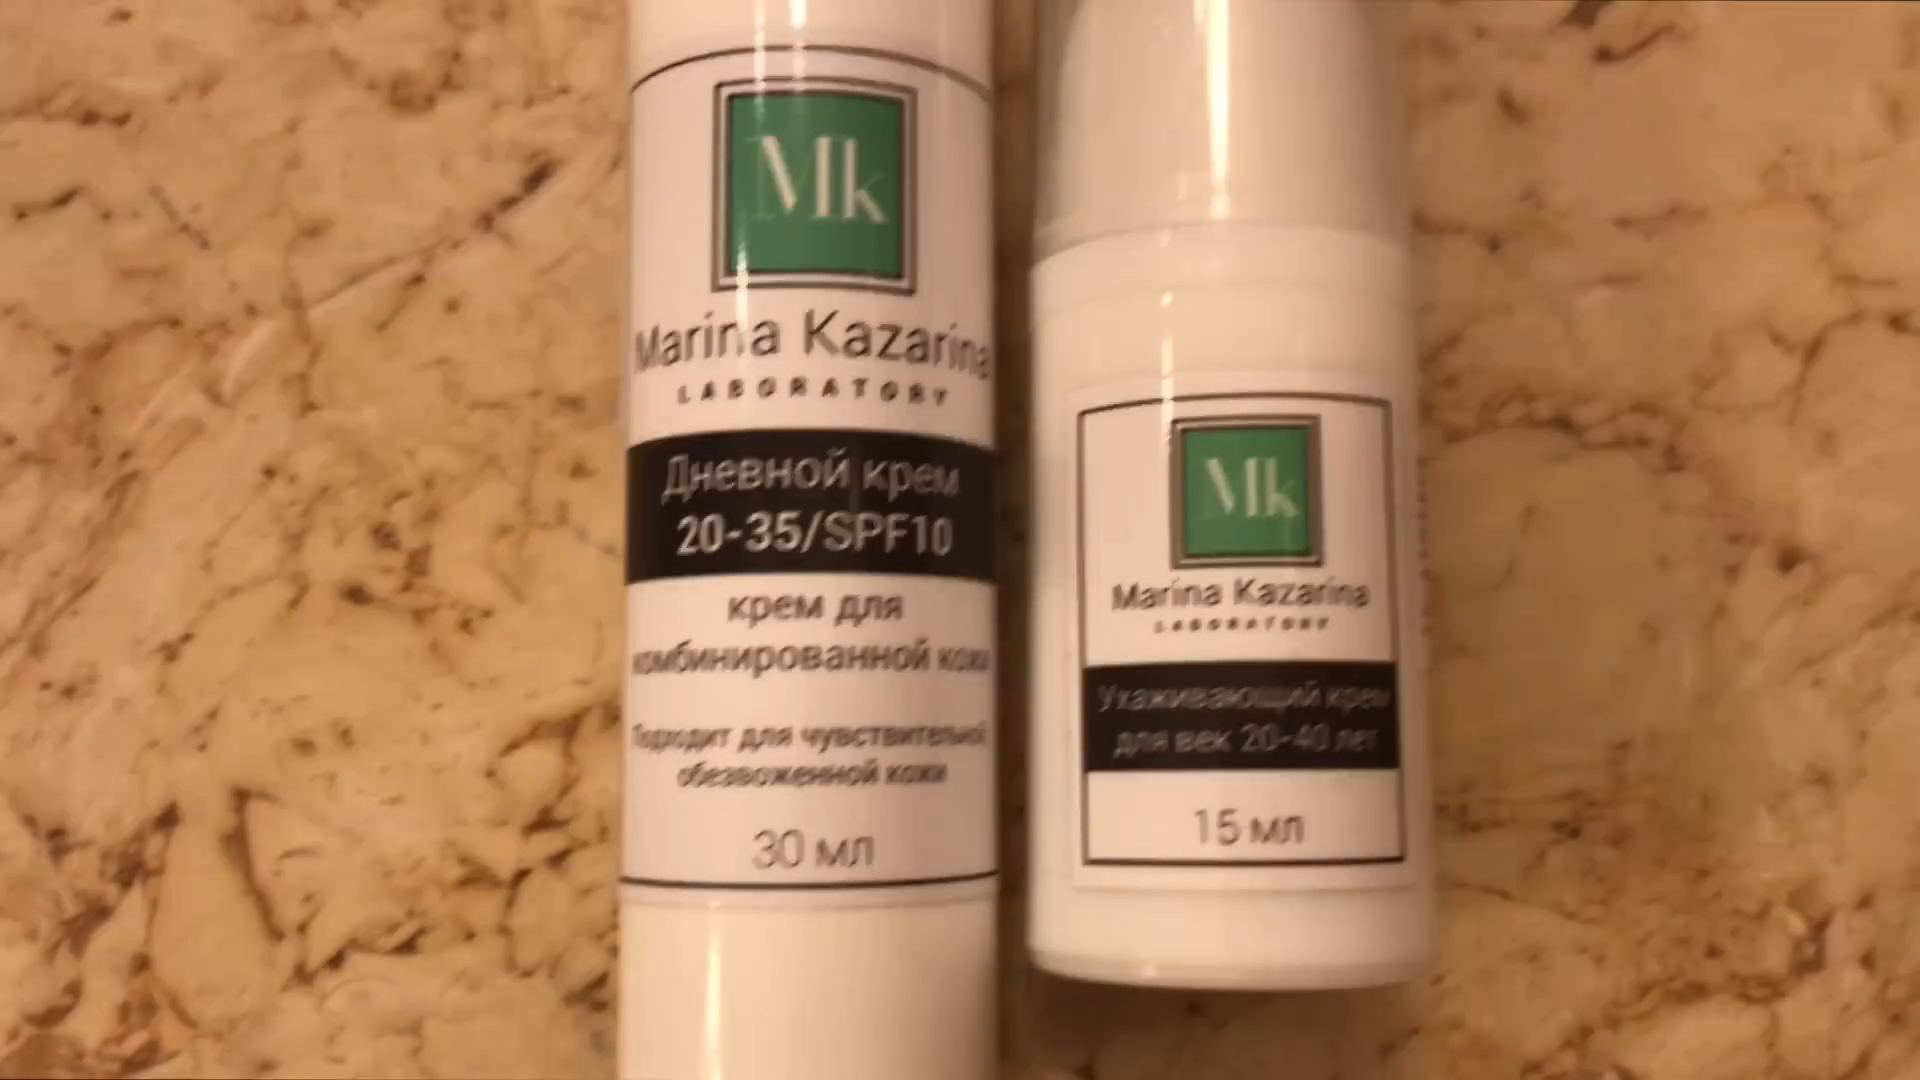 Mk
Marina Kazarina
LABORATORY
Дневной крем
20-35/SPF10
крем для
комбинированной кожи
Подходит для чувствительной
обезвоженной кожи
30 мл
Mk
Marina Kazarina
LABORATORY
Ухаживающий крем
для век 20-40 лет
15 мл